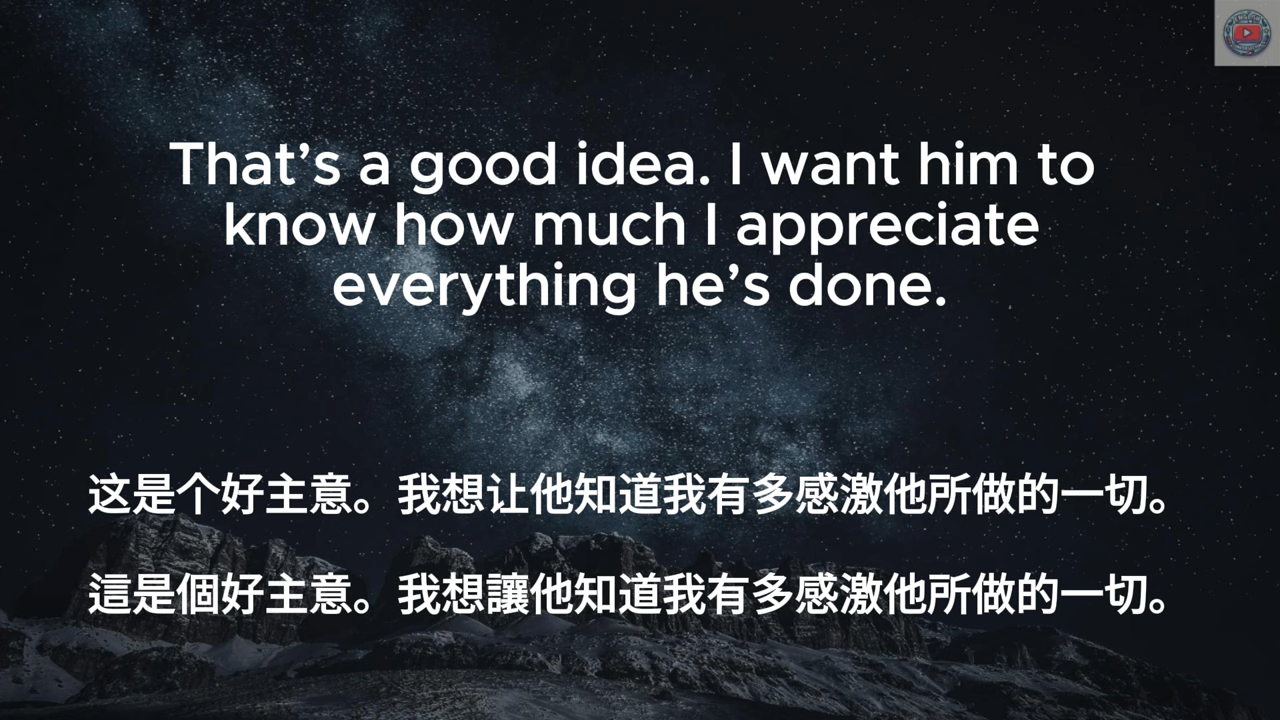 That’s a good idea. I want him to
know how much I appreciate
everything he’s done.
这是个好主意。我想让他知道我有多感激他所做的一切。
這是個好主意。我想讓他知道我有多感激他所做的一切。